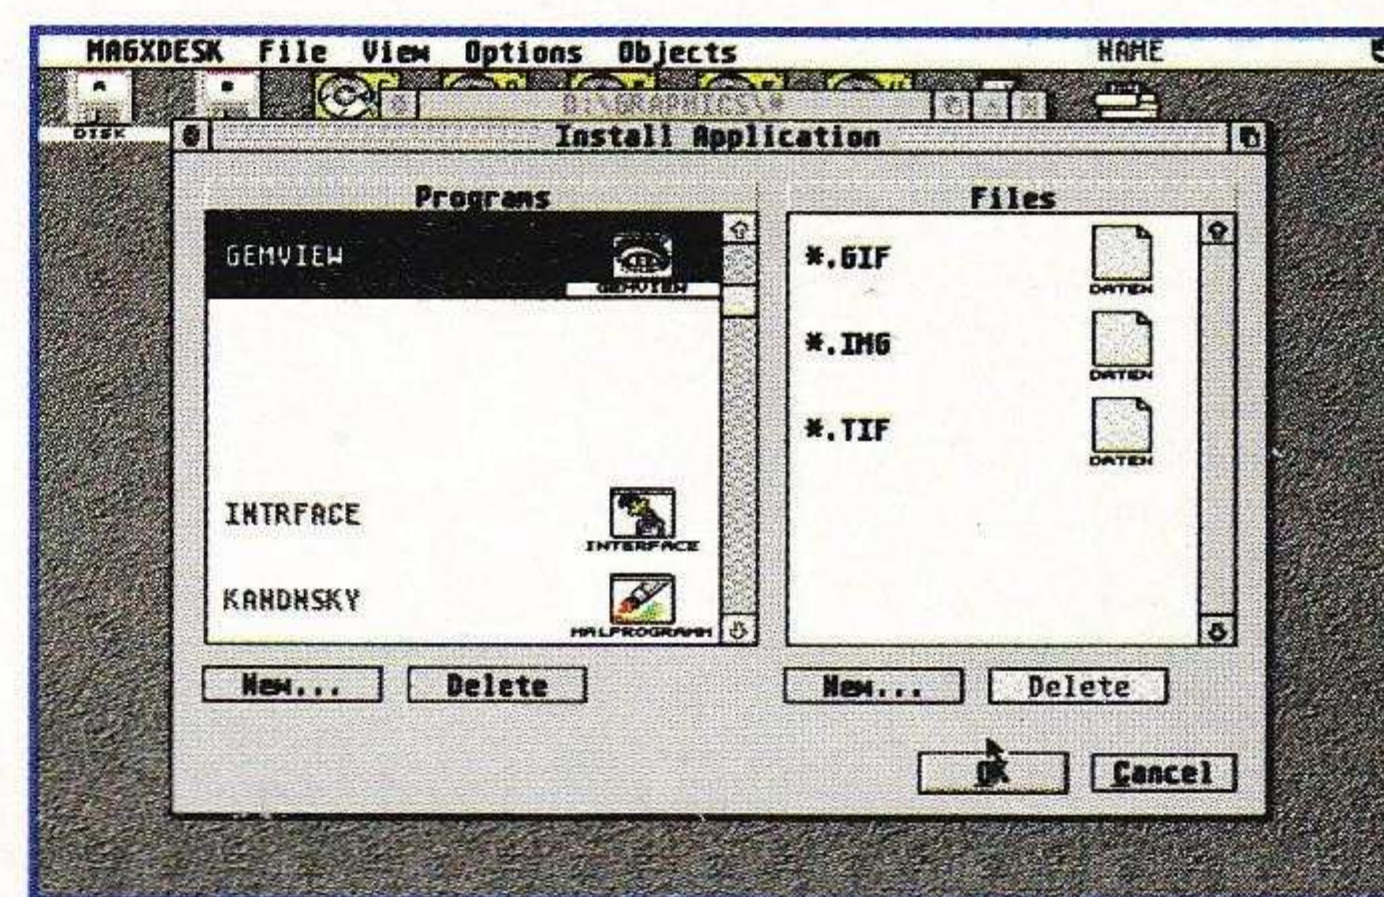 MAGXDESK File View Options Objects NAME
A B
DISK
D:\GRAPHICS\*
Install Application
Programs
GEMVIEW
GEMVIEW
INTRFACE
INTERFACE
KANDNSKY
MALPROGRAMM
New... Delete
Files
*.GIF
DATEN
*.IMG
DATEN
*.TIF
DATEN
New... Delete
OK Cancel